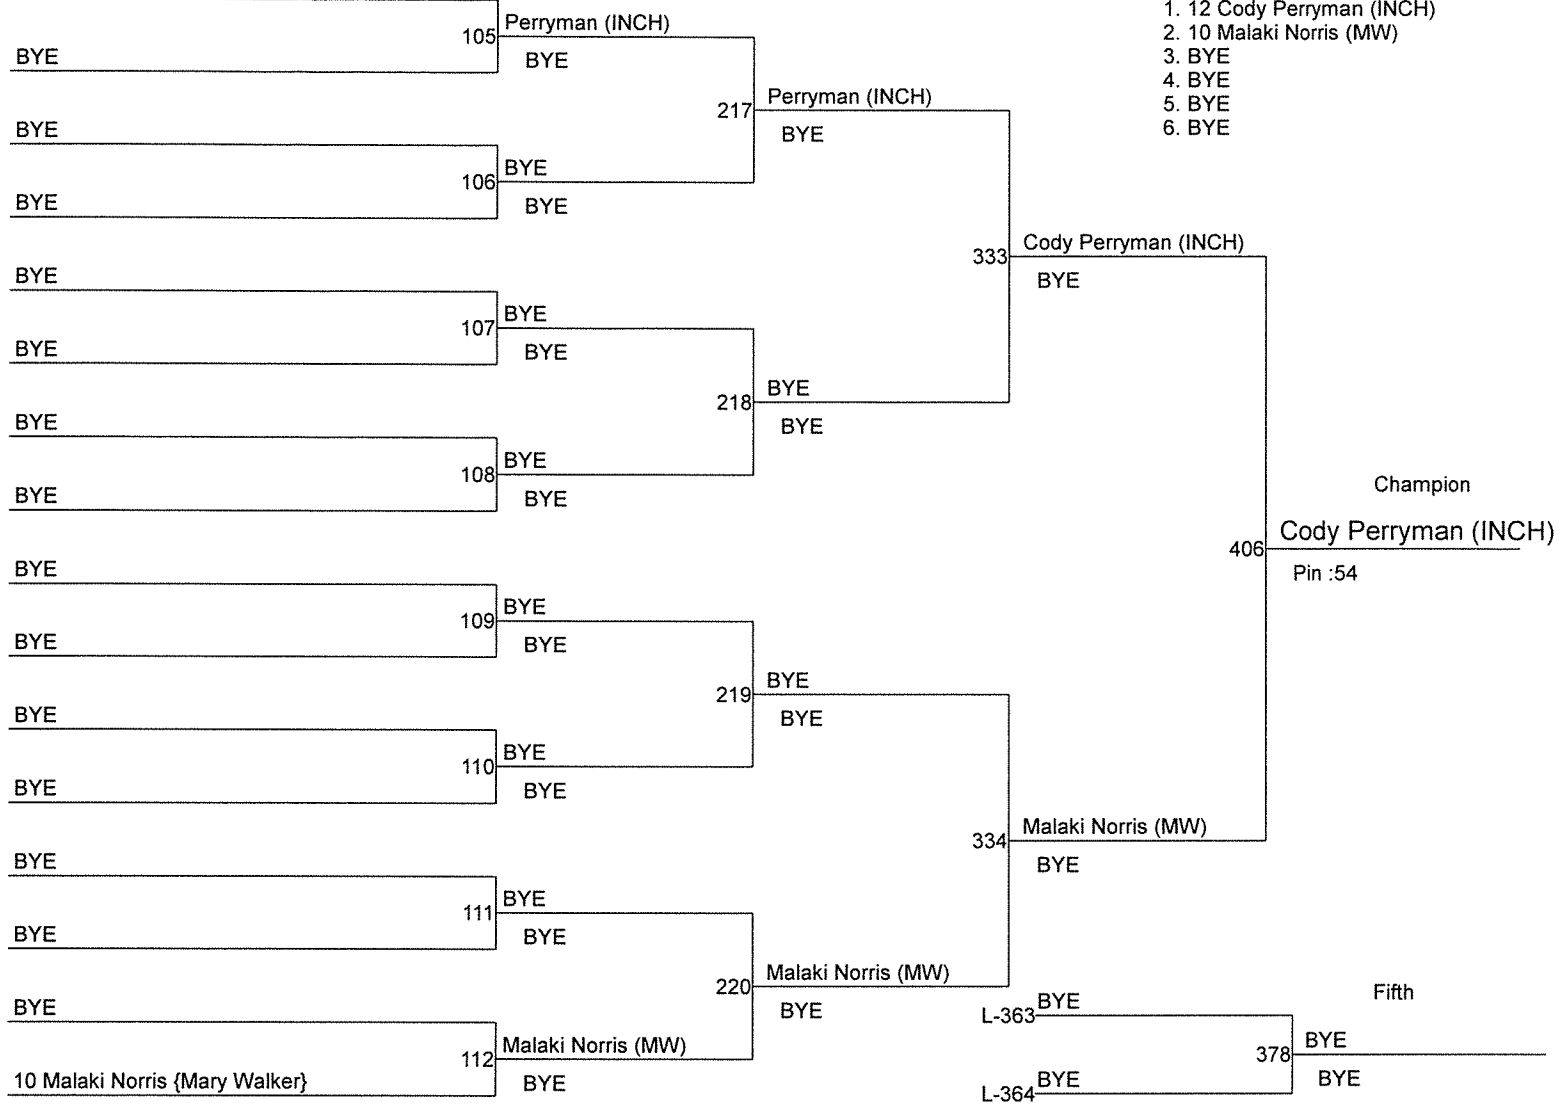 1. 12 Cody Perryman (INCH)
2. 10 Malaki Norris (MW)
3. BYE
4. BYE
5. BYE
6. BYE
Perryman (INCH)
105
BYE
BYE
Perryman (INCH)
217
BYE
BYE
BYE
106
BYE
BYE
Cody Perryman (INCH)
333
BYE
BYE
BYE
107
BYE
BYE
BYE
218
BYE
BYE
BYE
108
BYE
BYE
Champion
Cody Perryman (INCH)
406
Pin :54
BYE
BYE
109
BYE
BYE
BYE
219
BYE
BYE
BYE
110
BYE
BYE
Malaki Norris (MW)
334
BYE
BYE
BYE
111
BYE
BYE
Malaki Norris (MW)
220
BYE
BYE
Malaki Norris (MW)
112
BYE
10 Malaki Norris {Mary Walker}
Fifth
BYE
L-363
BYE
378
BYE
BYE
L-364